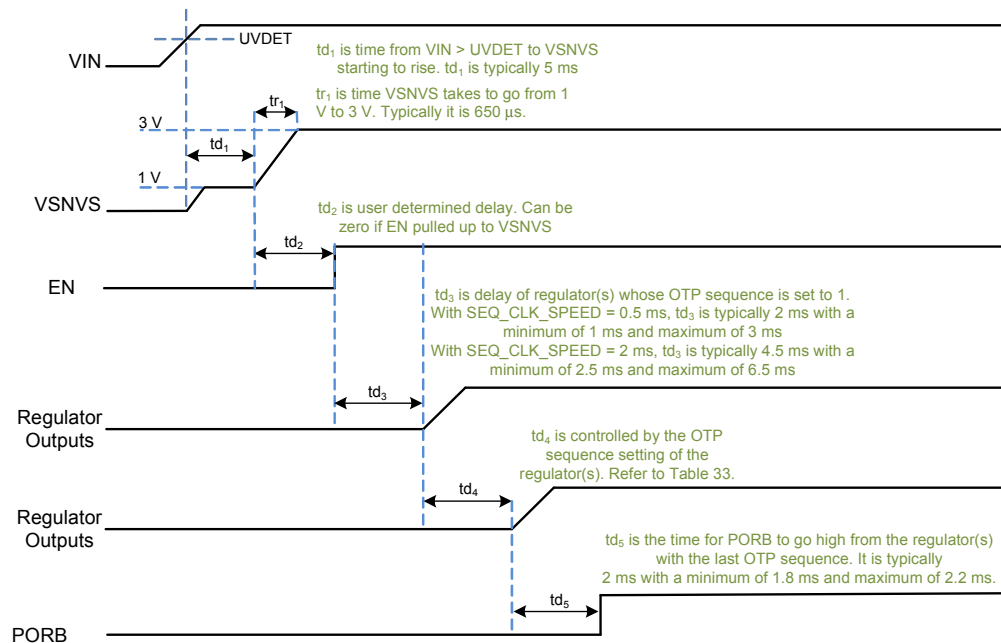 UVDET
VIN
td₁ is time from VIN > UVDET to VSNVS
starting to rise. td₁ is typically 5 ms
tr₁ is time VSNVS takes to go from 1
V to 3 V. Typically it is 650 μs.
tr₁
3 V
td₁
1 V
VSNVS
td₂ is user determined delay. Can be
zero if EN pulled up to VSNVS
td₂
EN
td₃ is delay of regulator(s) whose OTP sequence is set to 1.
With SEQ_CLK_SPEED = 0.5 ms, td₃ is typically 2 ms with a
minimum of 1 ms and maximum of 3 ms
With SEQ_CLK_SPEED = 2 ms, td₃ is typically 4.5 ms with a
minimum of 2.5 ms and maximum of 6.5 ms
td₃
Regulator
Outputs
td₄ is controlled by the OTP
sequence setting of the
regulator(s). Refer to Table 33.
td₄
Regulator
Outputs
td₅ is the time for PORB to go high from the regulator(s)
with the last OTP sequence. It is typically
2 ms with a minimum of 1.8 ms and maximum of 2.2 ms.
td₅
PORB